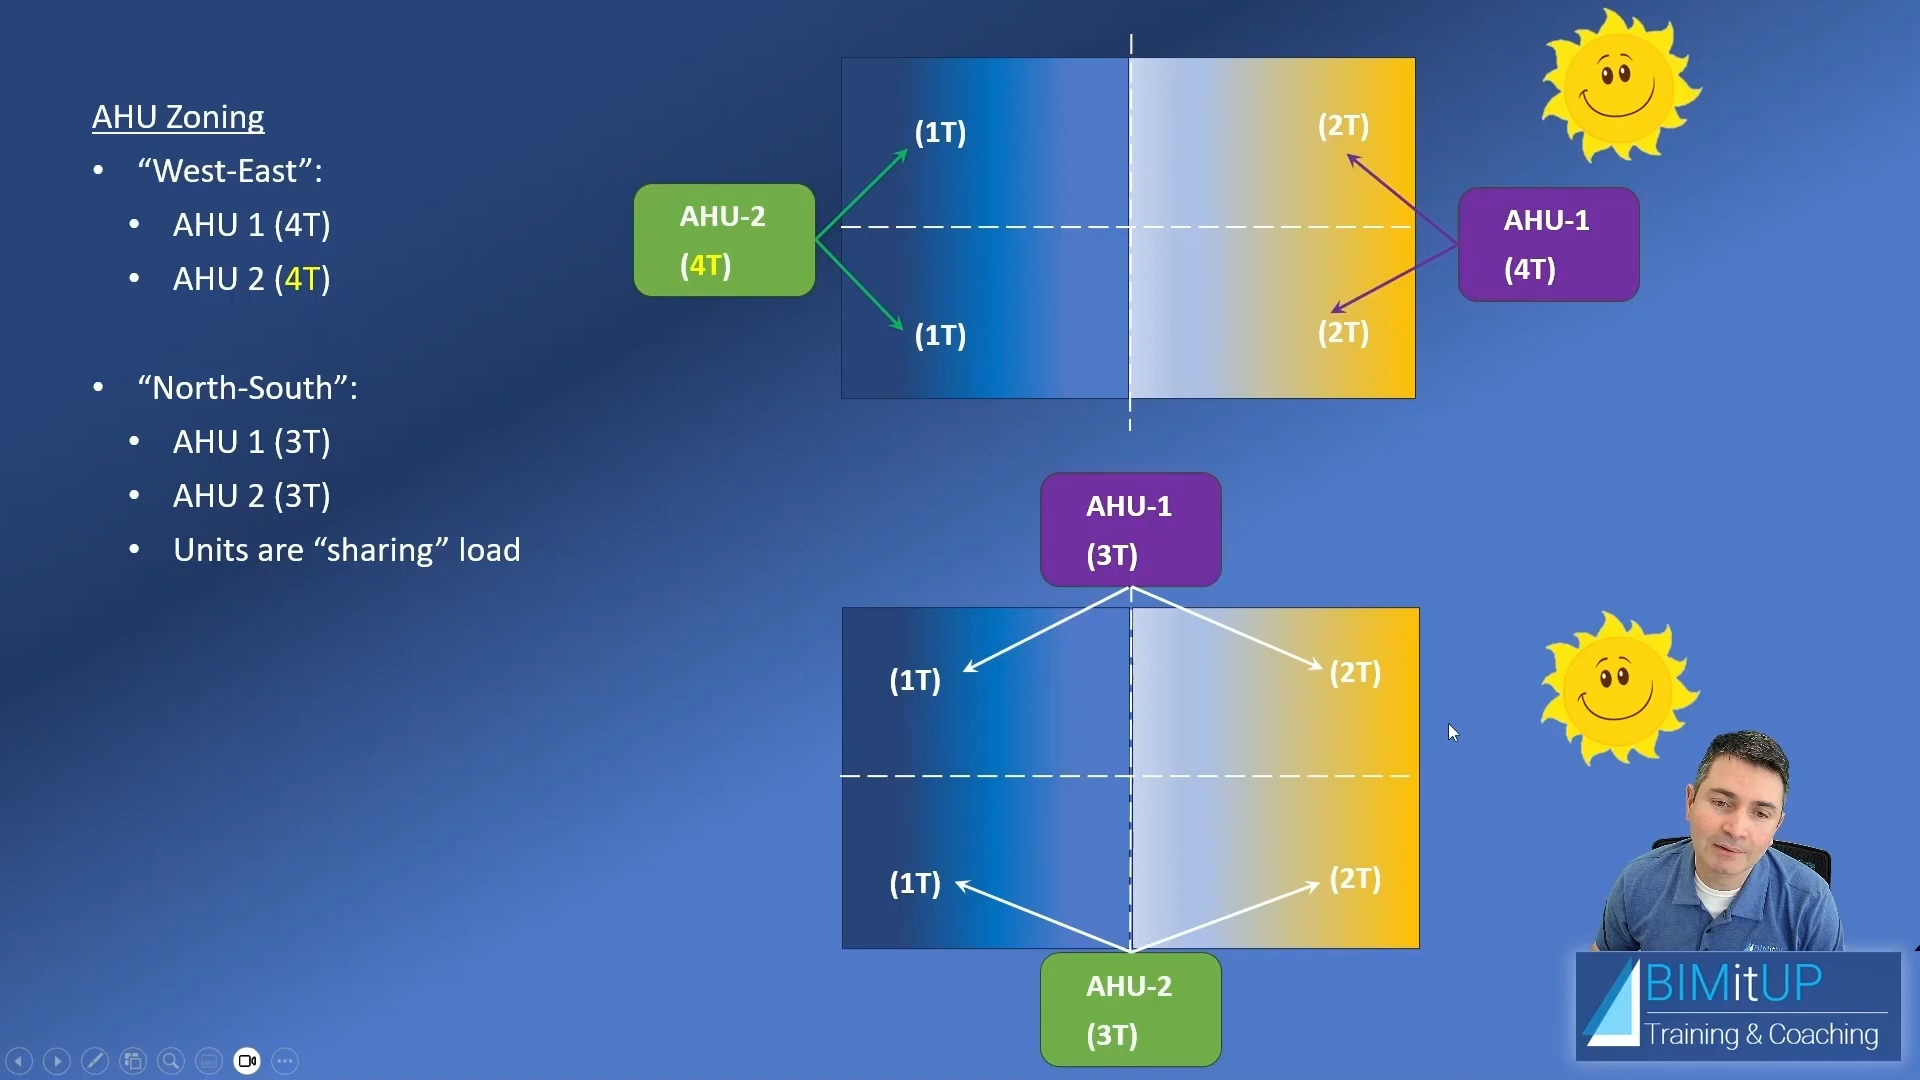 AHU Zoning
• “West-East”:
• AHU 1 (4T)
• AHU 2 (4T)
• “North-South”:
• AHU 1 (3T)
• AHU 2 (3T)
• Units are “sharing” load
(1T)
(2T)
AHU-2
(4T)
AHU-1
(4T)
(1T)
(2T)
AHU-1
(3T)
(1T)
(2T)
(1T)
(2T)
AHU-2
(3T)
BIMitUP
Training & Coaching